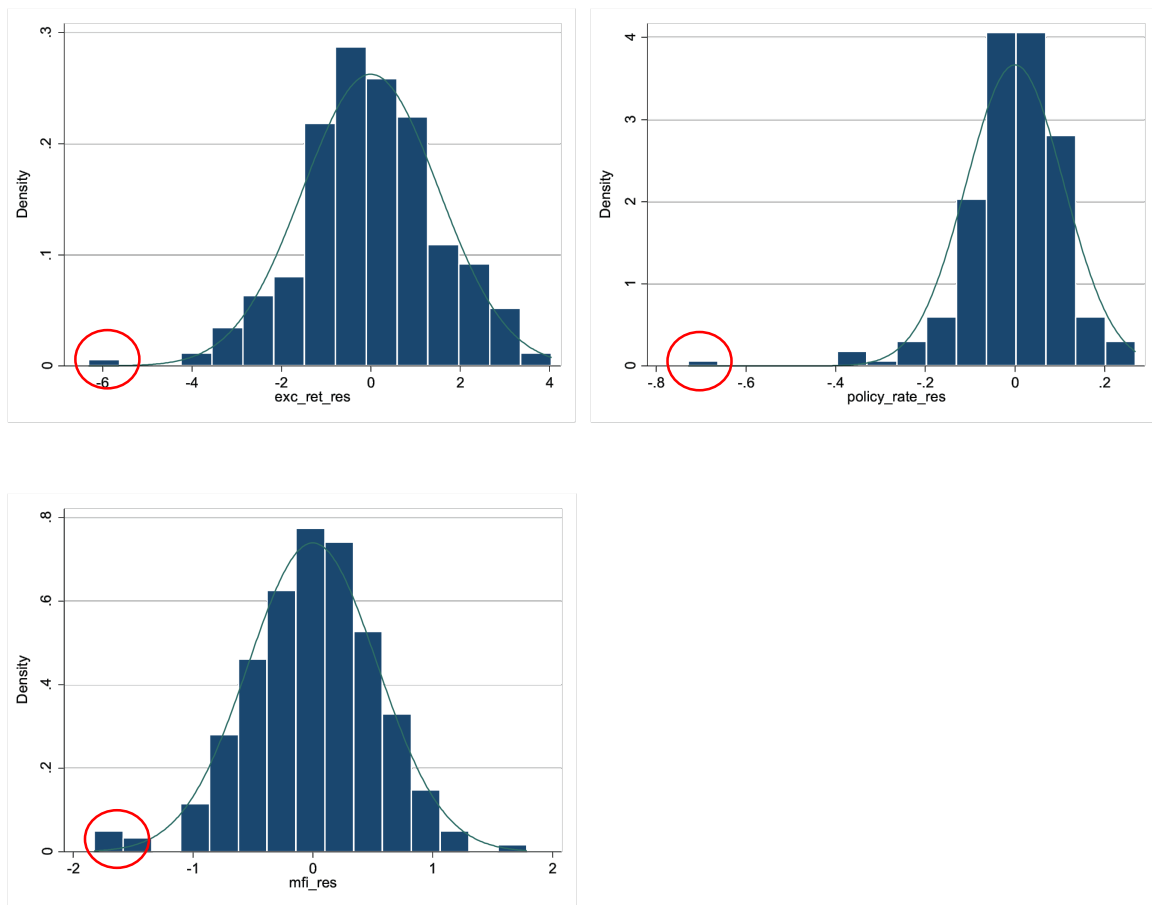 Density
.3
.2
.1
0
-6 -4 -2 0 2 4
exc_ret_res
Density
4
3
2
1
0
-.8 -.6 -.4 -.2 0 .2
policy_rate_res
Density
.8
.6
.4
.2
0
-2 -1 0 1 2
mfi_res